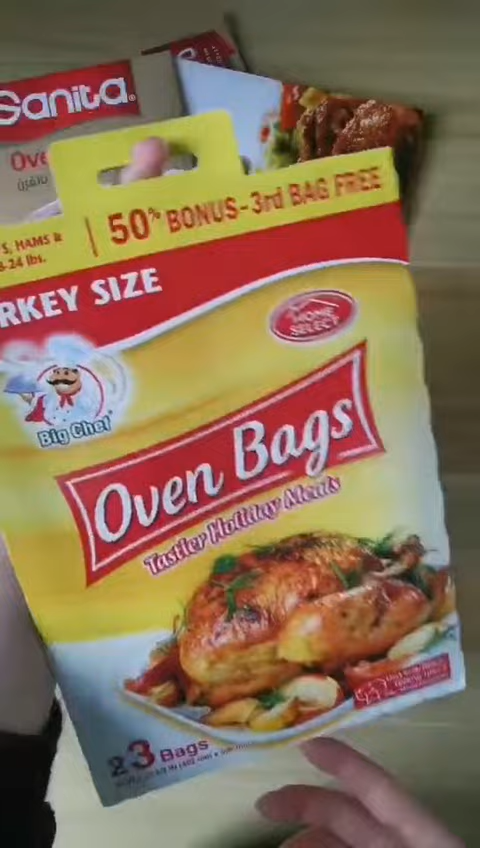 Sanita
Ove
50% BONUS - 3rd BAG FREE
S, HAMS &
-24 lbs.
RKEY SIZE
HOME
SELECT
Big Chef
Oven Bags
Tastier Holiday Meals
3 Bags